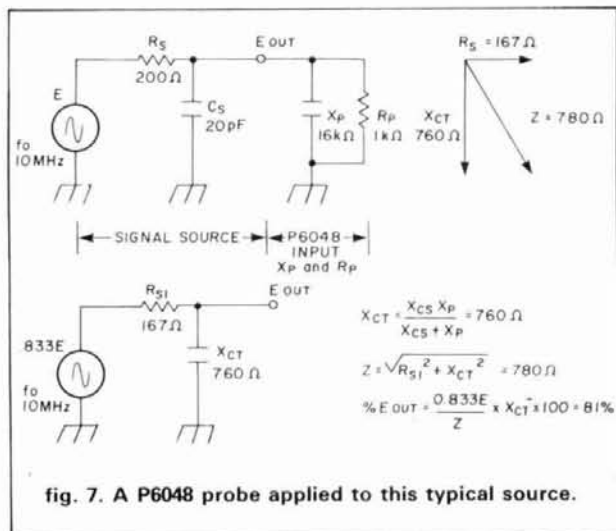 RS
200Ω
E OUT
RS = 167Ω
E
fo
10MHz
CS
20pF
XP
16kΩ
RP
1kΩ
XCT
760Ω
Z = 780Ω
SIGNAL SOURCE
P6048
INPUT
XP and RP
RS1
167Ω
E OUT
.833E
fo
10MHz
XCT
760Ω
XCT = XCS XP / XCS + XP = 760Ω
Z = √RS1² + XCT² = 780Ω
% E OUT = 0.833E / Z x XCT x 100 = 81%
fig. 7. A P6048 probe applied to this typical source.